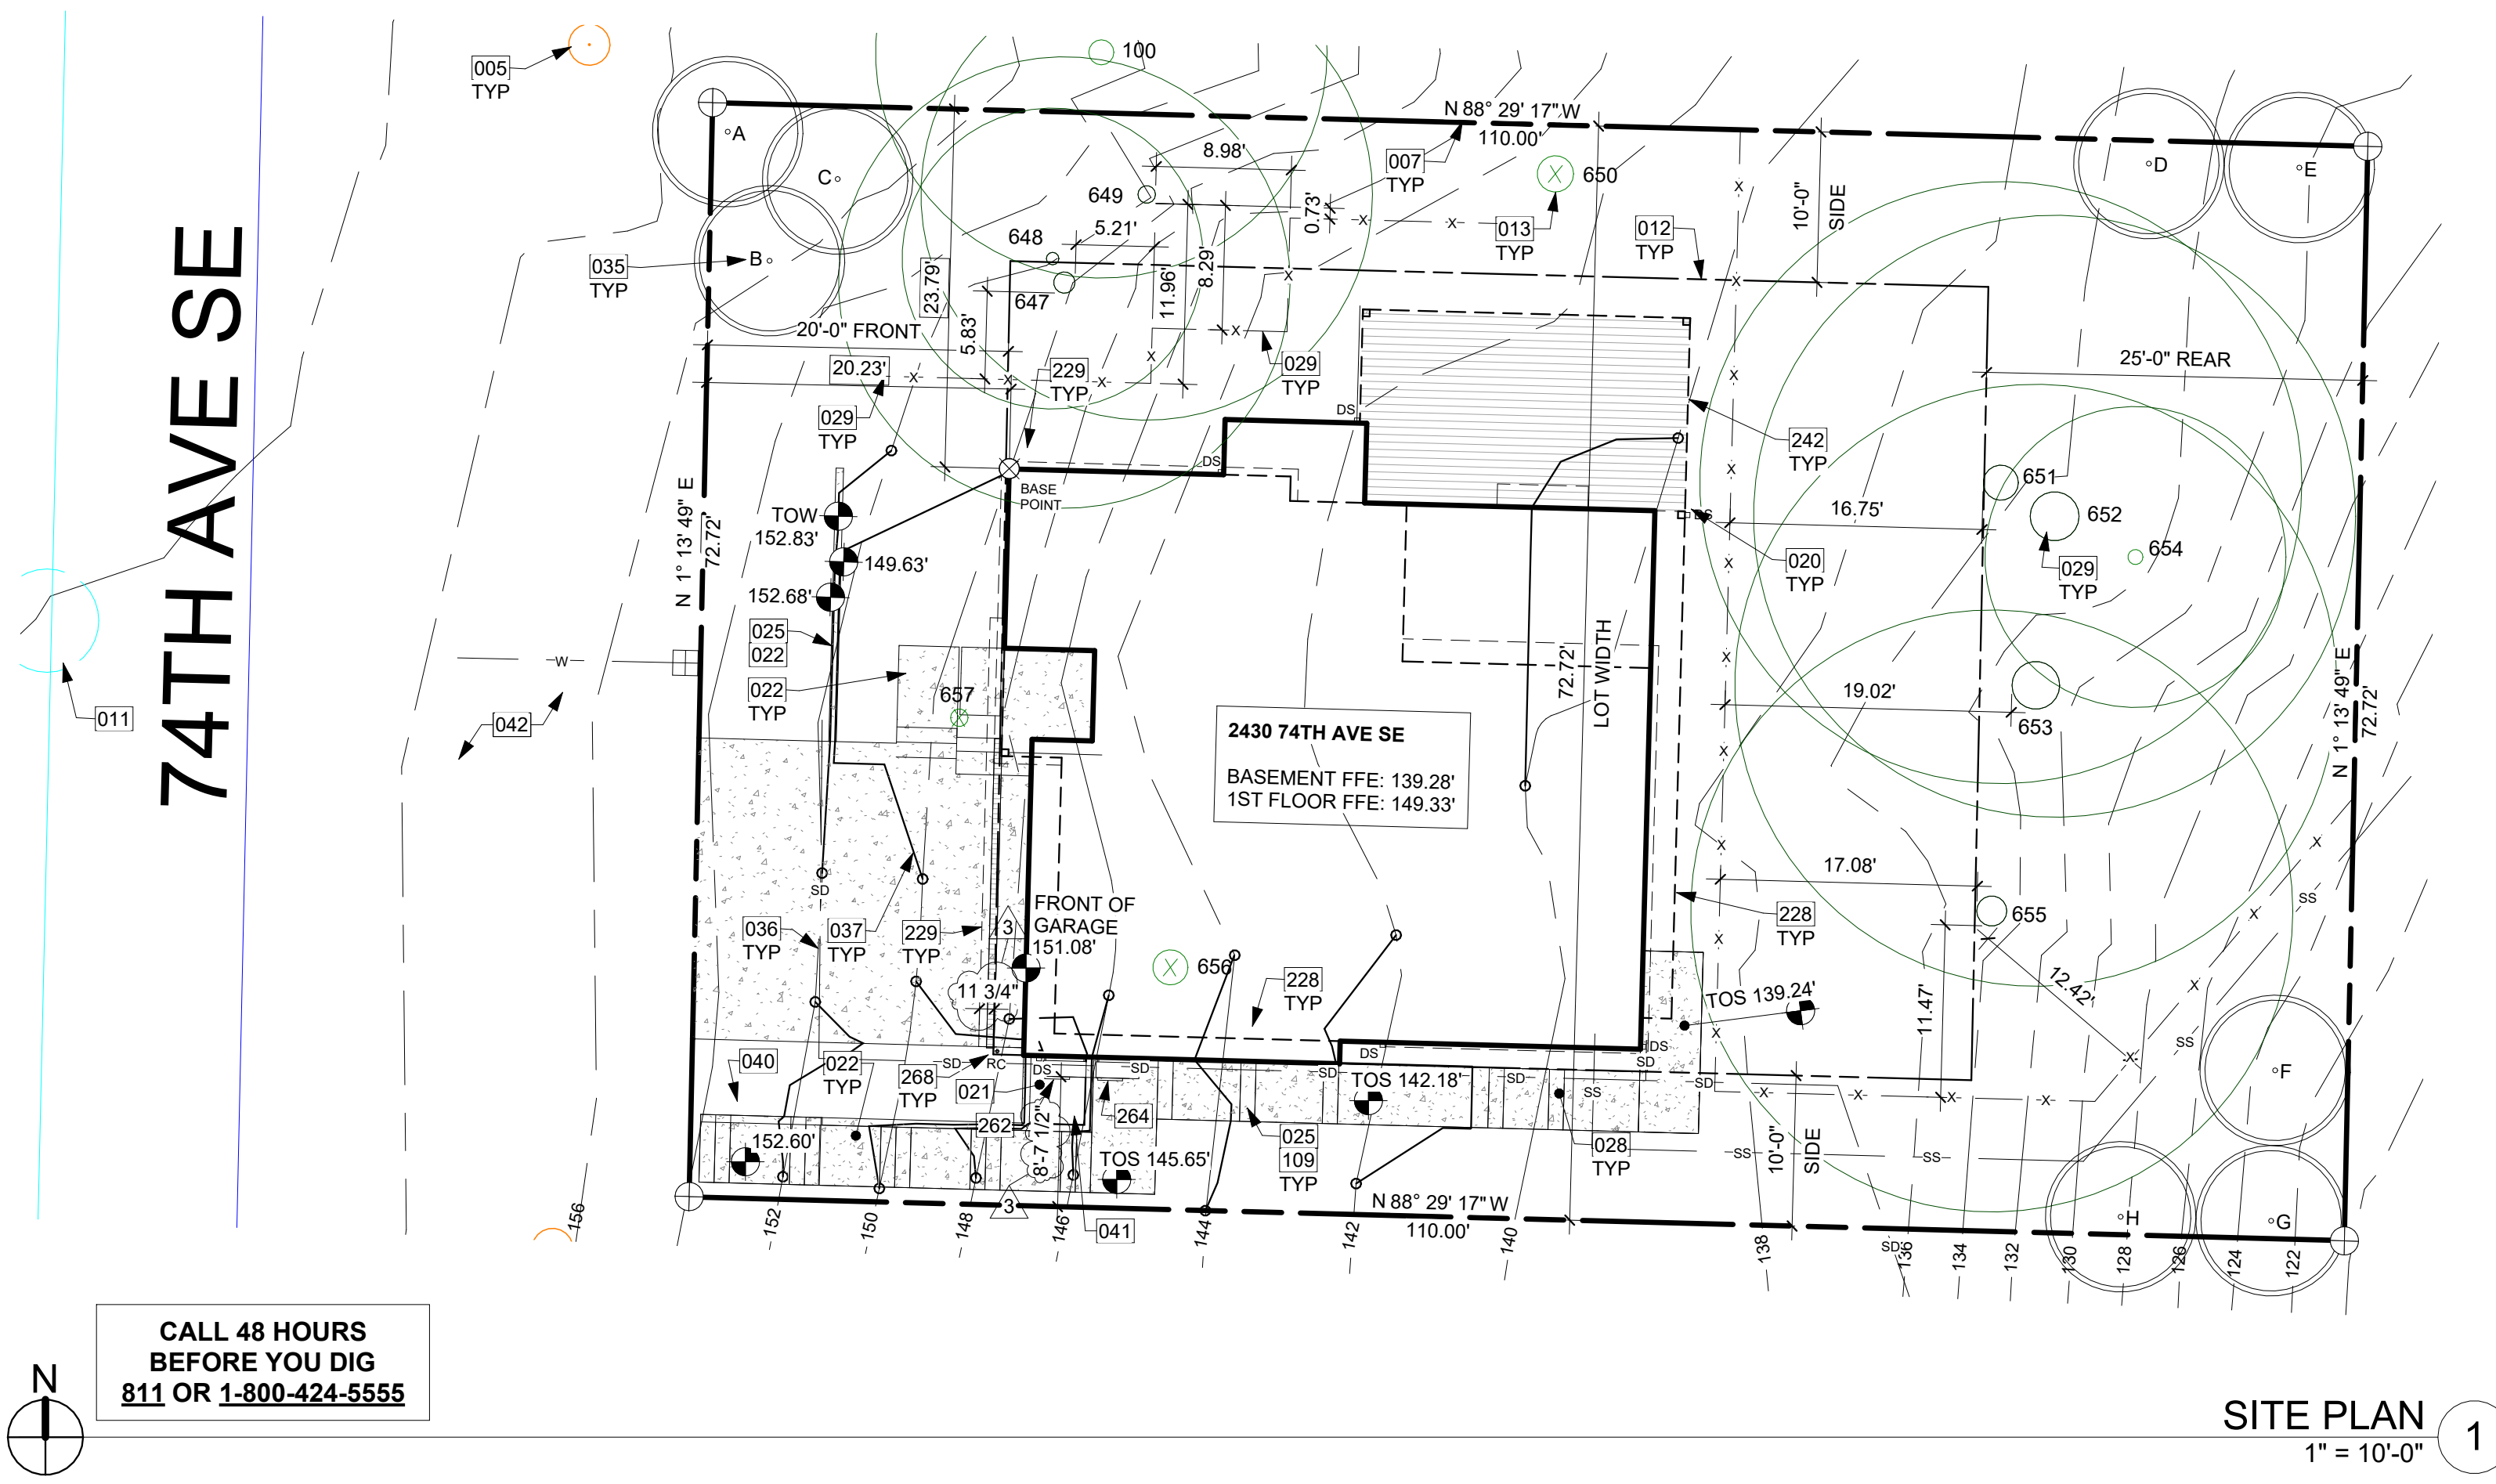 005
TYP
100
N 88° 29' 17" W
110.00'
A
C
B
D
E
8.98'
007
TYP
650
649
5.21'
0.73'
X
X
013
TYP
012
TYP
10'-0"
SIDE
X
X
648
647
035
TYP
23.79'
11.96'
8.29'
5.83'
20'-0" FRONT
20.23'
X
X
X
X
X
X
229
TYP
029
TYP
029
TYP
25'-0" REAR
X
DS
DS
242
TYP
X
BASE
POINT
651
652
654
16.75'
DS
020
TYP
029
TYP
X
TOW
152.83'
149.63'
152.68'
N 1° 13' 49" E
72.72'
74TH AVE SE
025
022
022
TYP
657
W
011
042
72.72'
LOT WIDTH
X
19.02'
653
X
N 1° 13' 49" E
72.72'
2430 74TH AVE SE
BASEMENT FFE: 139.28'
1ST FLOOR FFE: 149.33'
X
17.08'
X
SS
X
655
228
TYP
SD
036
TYP
037
TYP
229
TYP
3
FRONT OF
GARAGE
151.08'
11 3/4"
656
228
TYP
X
TOS 139.24'
X
11.47'
12.42'
X
SS
X
F
040
022
TYP
268
TYP
SD
RC
DS
SD
021
262
264
DS
SD
TOS 142.18'
SD
SS
DS
SD
SD
X
X
X
X
152.60'
8'-7 1/2"
TOS 145.65'
025
109
TYP
028
TYP
10'-0"
SIDE
SS
SS
3
041
N 88° 29' 17" W
110.00'
H
G
SD
156
152
150
148
146
144
142
140
138
136
134
132
130
128
126
124
122
CALL 48 HOURS
BEFORE YOU DIG
811 OR 1-800-424-5555
N
SITE PLAN
1" = 10'-0"
1